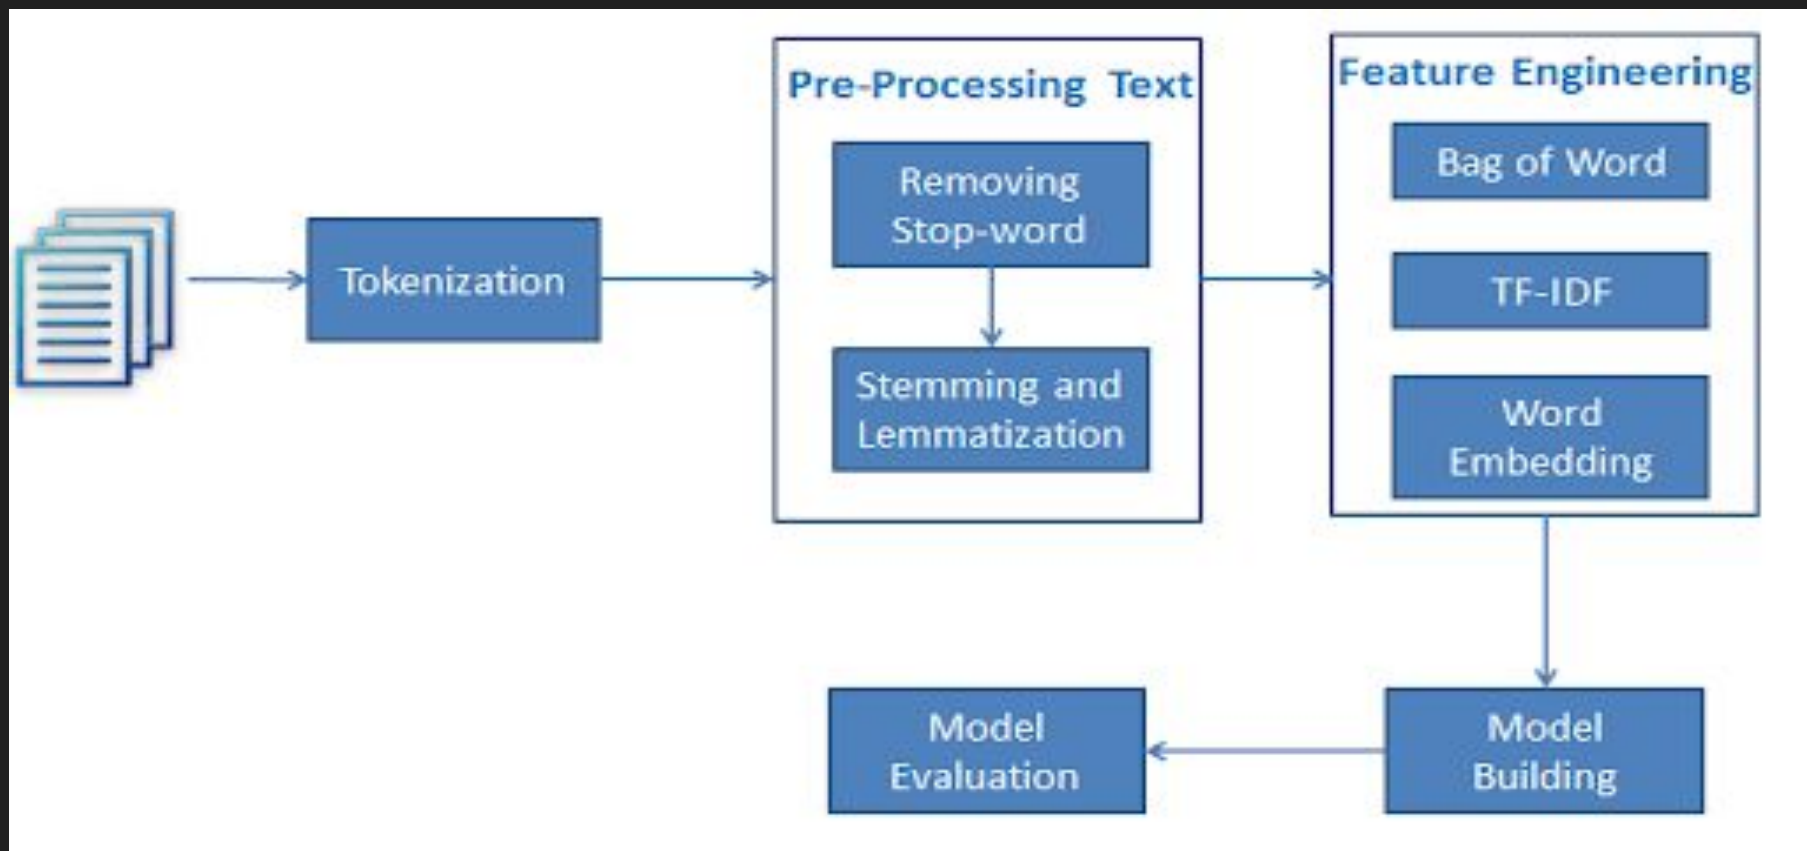 Tokenization
Pre-Processing Text
Removing
Stop-word
Stemming and
Lemmatization
Feature Engineering
Bag of Word
TF-IDF
Word
Embedding
Model
Building
Model
Evaluation